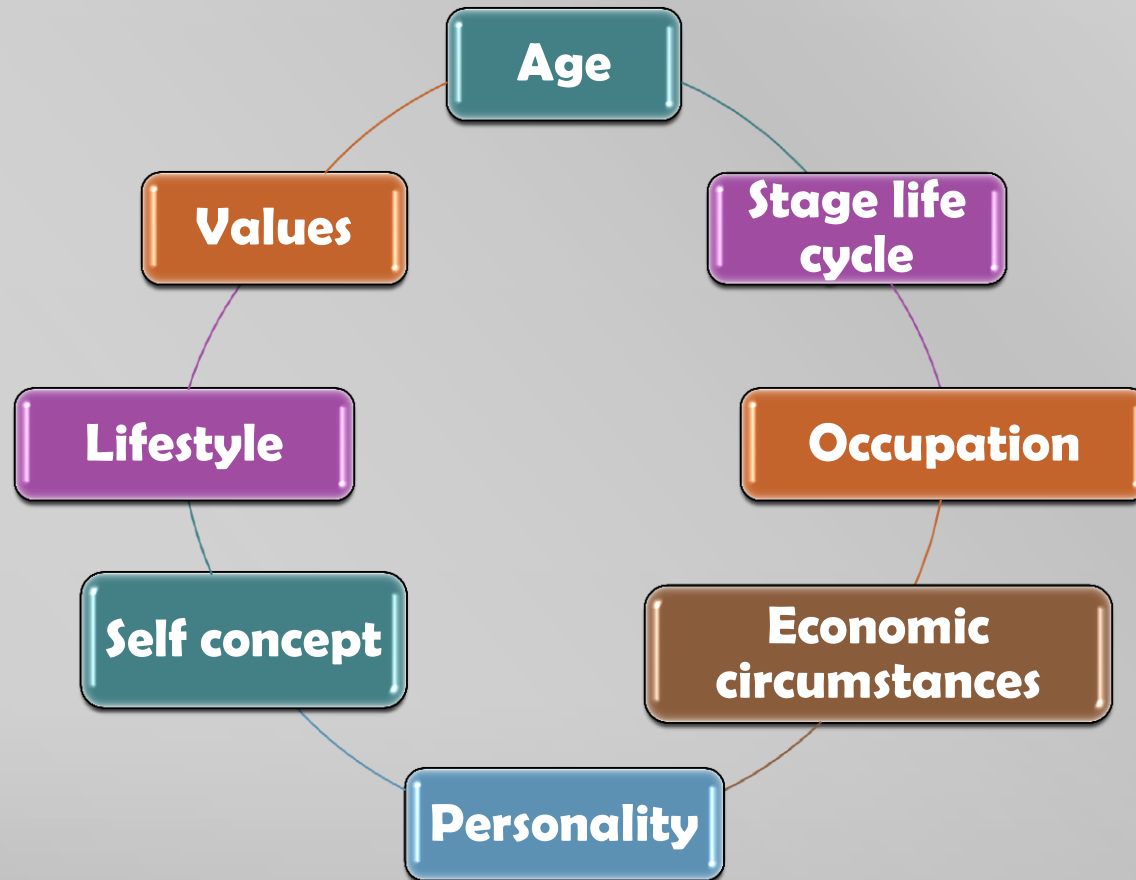 Age
Stage life
cycle
Occupation
Economic
circumstances
Personality
Self concept
Lifestyle
Values